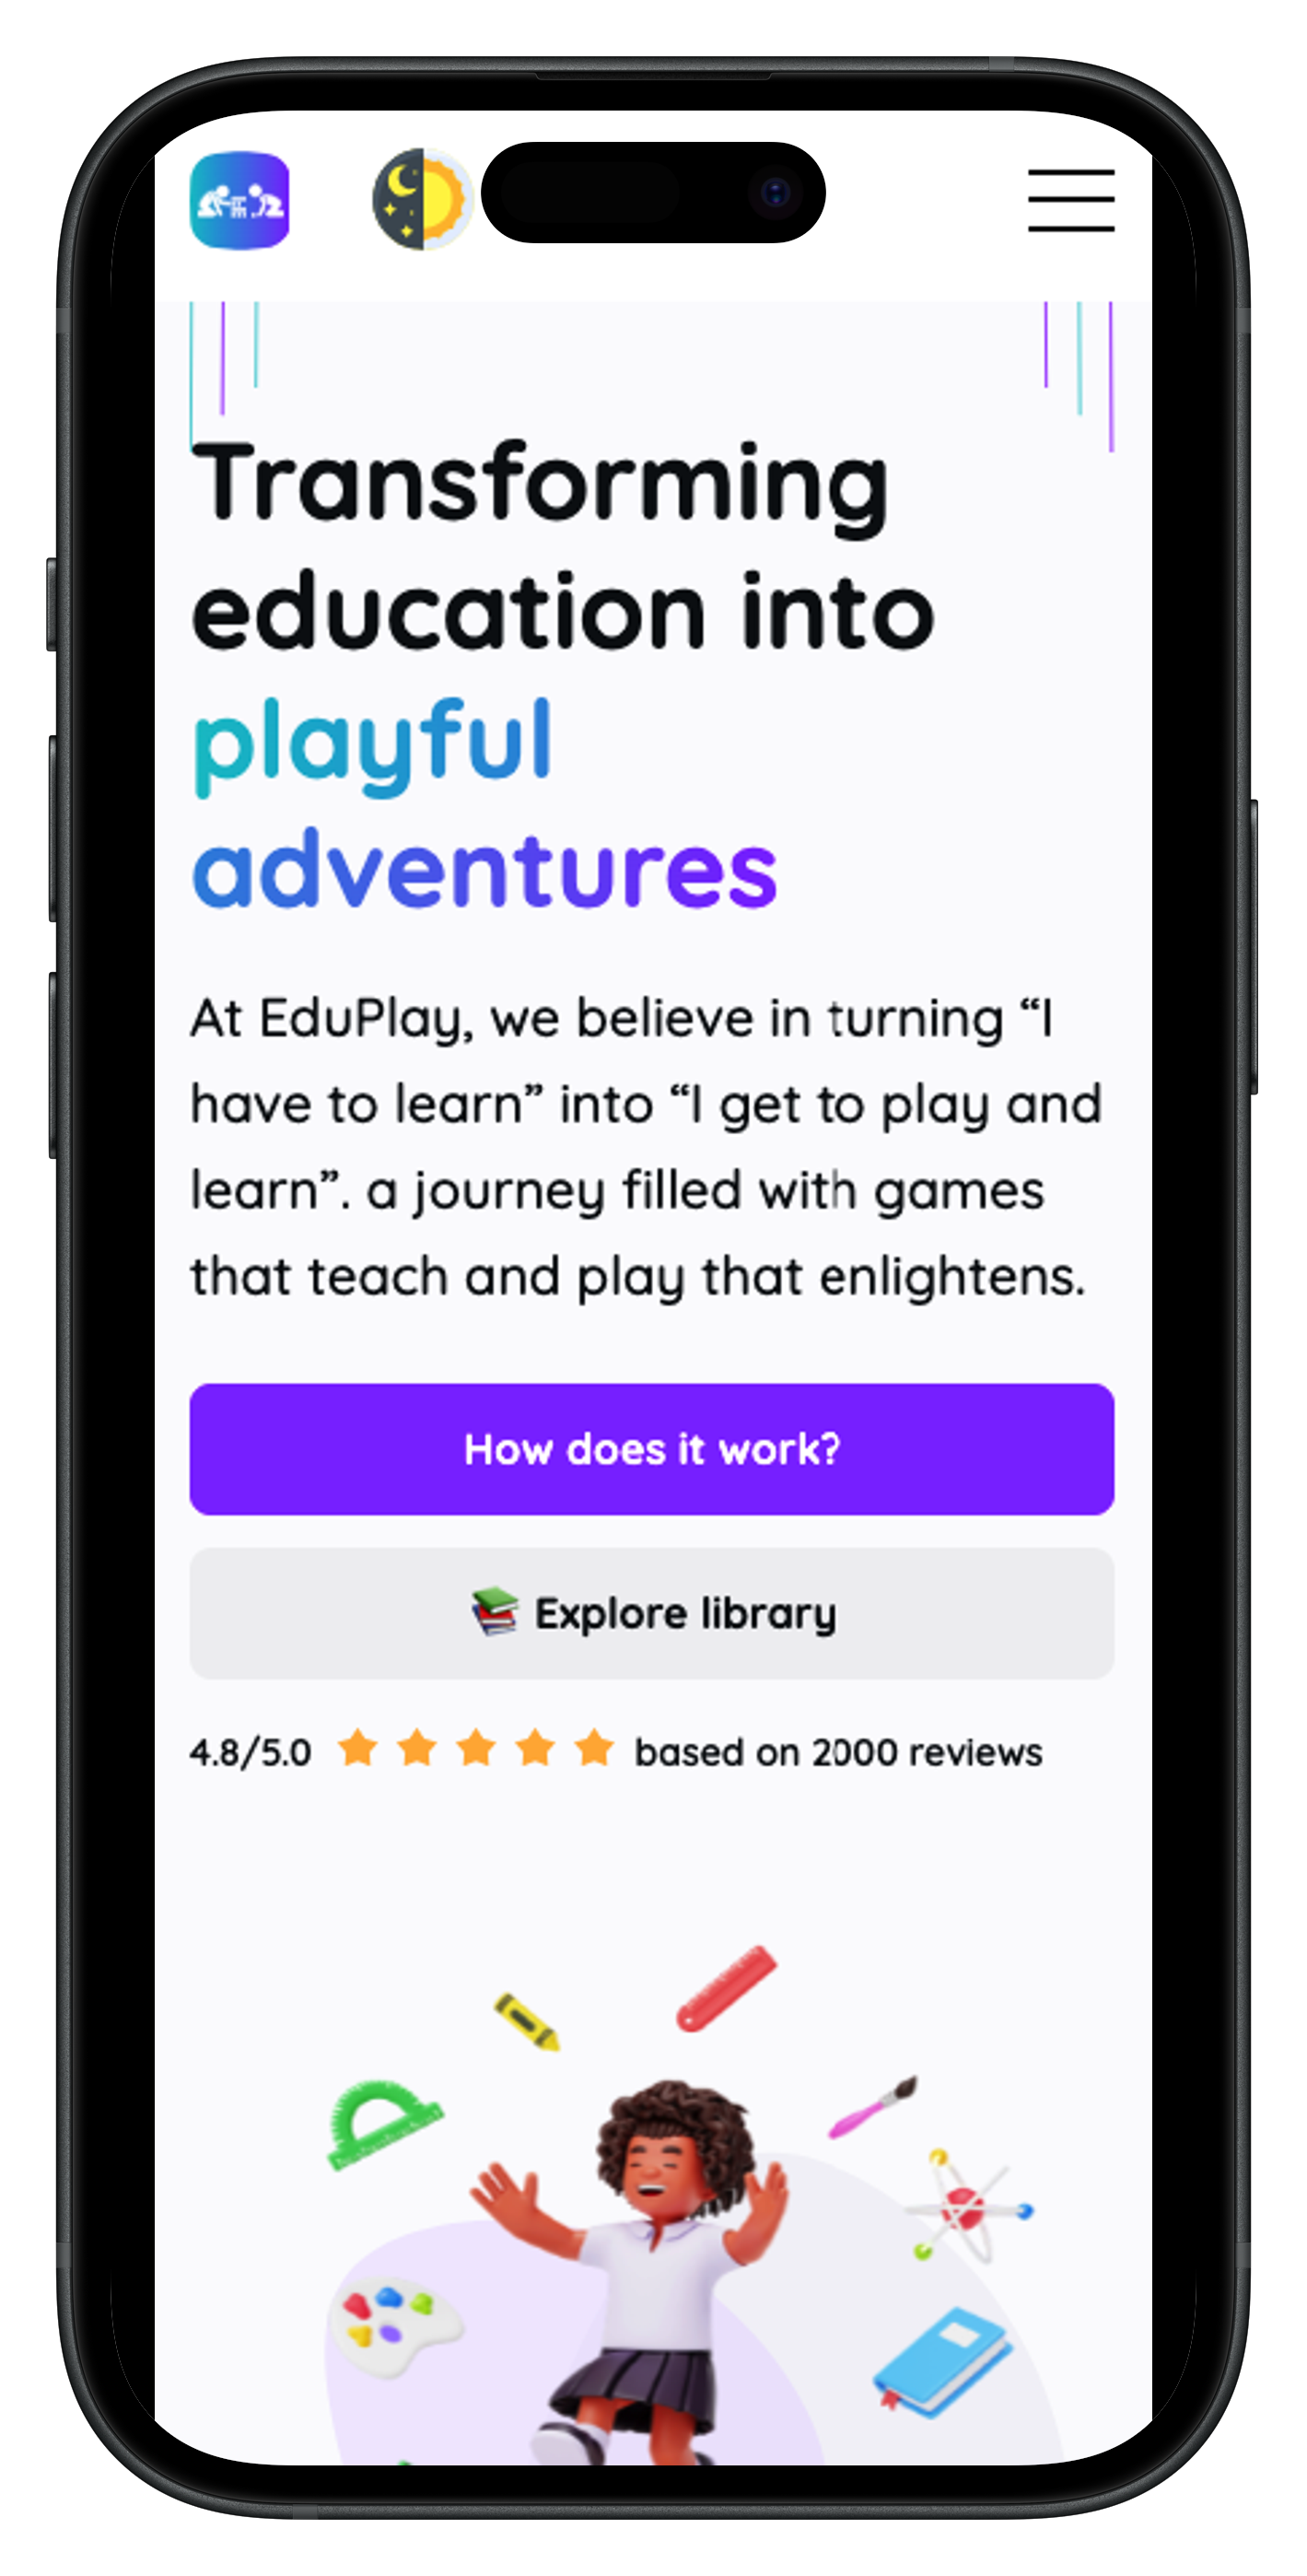 Transforming
education into
playful
adventures
At EduPlay, we believe in turning “I
have to learn” into “I get to play and
learn”. a journey filled with games
that teach and play that enlightens.
How does it work?
Explore library
4.8/5.0 based on 2000 reviews